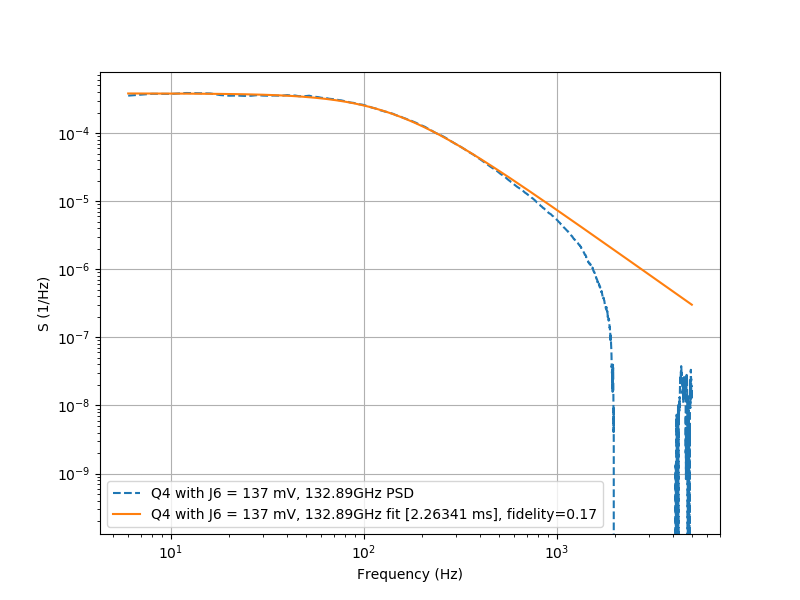 10⁻⁴
10⁻⁵
10⁻⁶
10⁻⁷
10⁻⁸
10⁻⁹
S (1/Hz)
Q4 with J6 = 137 mV, 132.89GHz PSD
Q4 with J6 = 137 mV, 132.89GHz fit [2.26341 ms], fidelity=0.17
10¹ 10² 10³
Frequency (Hz)